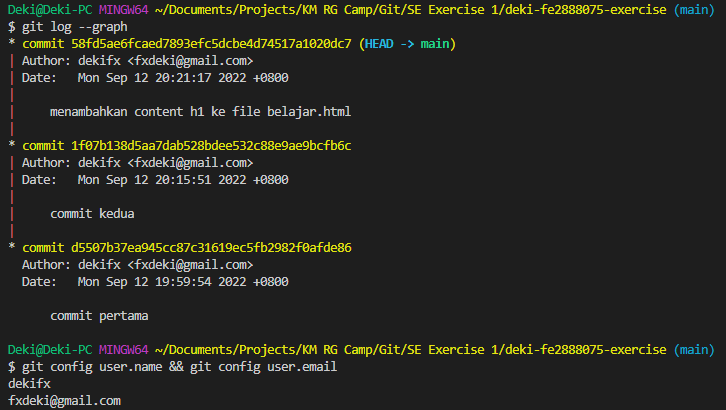 Deki@Deki-PC MINGW64 ~/Documents/Projects/KM RG Camp/Git/SE Exercise 1/deki-fe2888075-exercise (main)
$ git log --graph
* commit 58fd5ae6fcaed7893efc5dcbe4d74517a1020dc7 (HEAD -> main)
| Author: dekifx <fxdeki@gmail.com>
| Date:   Mon Sep 12 20:21:17 2022 +0800
|
|     menambahkan content h1 ke file belajar.html
|
* commit 1f07b138d5aa7dab528bdee532c88e9ae9bcfb6c
| Author: dekifx <fxdeki@gmail.com>
| Date:   Mon Sep 12 20:15:51 2022 +0800
|
|     commit kedua
|
* commit d5507b37ea945cc87c31619ec5fb2982f0afde86
  Author: dekifx <fxdeki@gmail.com>
  Date:   Mon Sep 12 19:59:54 2022 +0800
      commit pertama
Deki@Deki-PC MINGW64 ~/Documents/Projects/KM RG Camp/Git/SE Exercise 1/deki-fe2888075-exercise (main)
$ git config user.name && git config user.email
dekifx
fxdeki@gmail.com